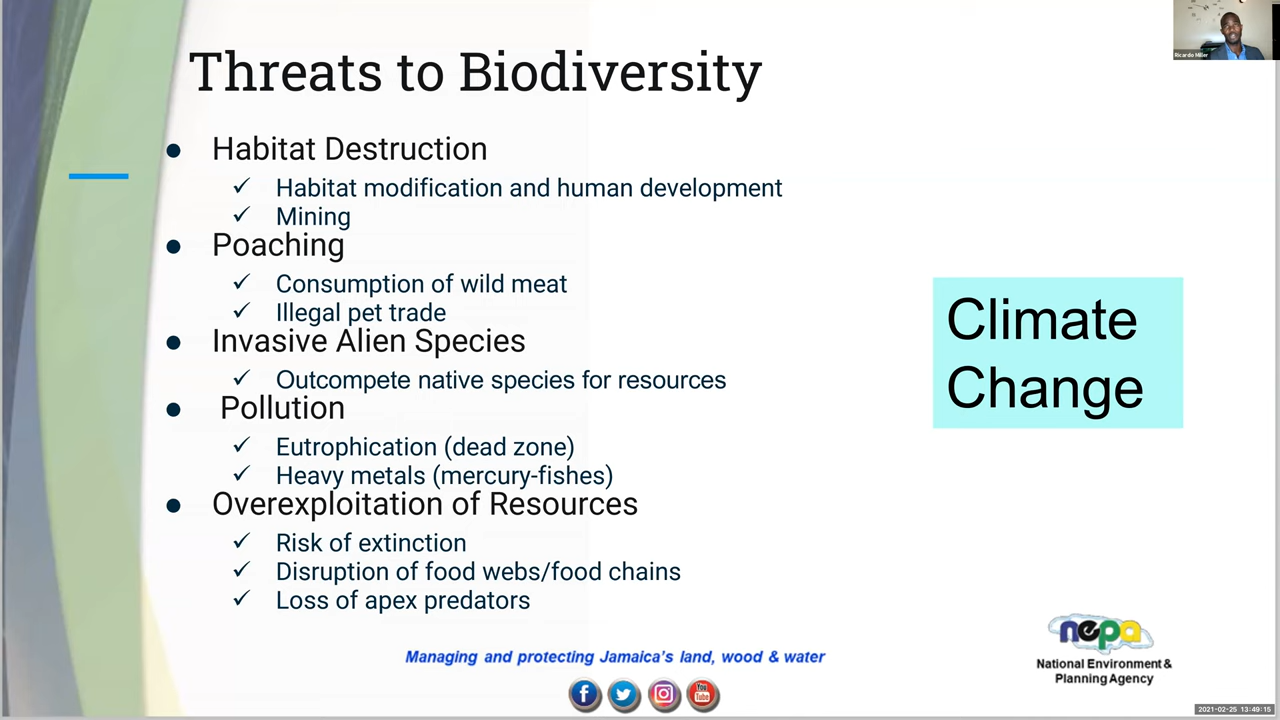 Threats to Biodiversity
Ricardo Miller
● Habitat Destruction
✓ Habitat modification and human development
✓ Mining
● Poaching
✓ Consumption of wild meat
✓ Illegal pet trade
● Invasive Alien Species
✓ Outcompete native species for resources
● Pollution
✓ Eutrophication (dead zone)
✓ Heavy metals (mercury-fishes)
● Overexploitation of Resources
✓ Risk of extinction
✓ Disruption of food webs/food chains
✓ Loss of apex predators
Climate
Change
Managing and protecting Jamaica's land, wood & water
nepa
National Environment &
Planning Agency
You
Tube
2021-02-25 13:49:15